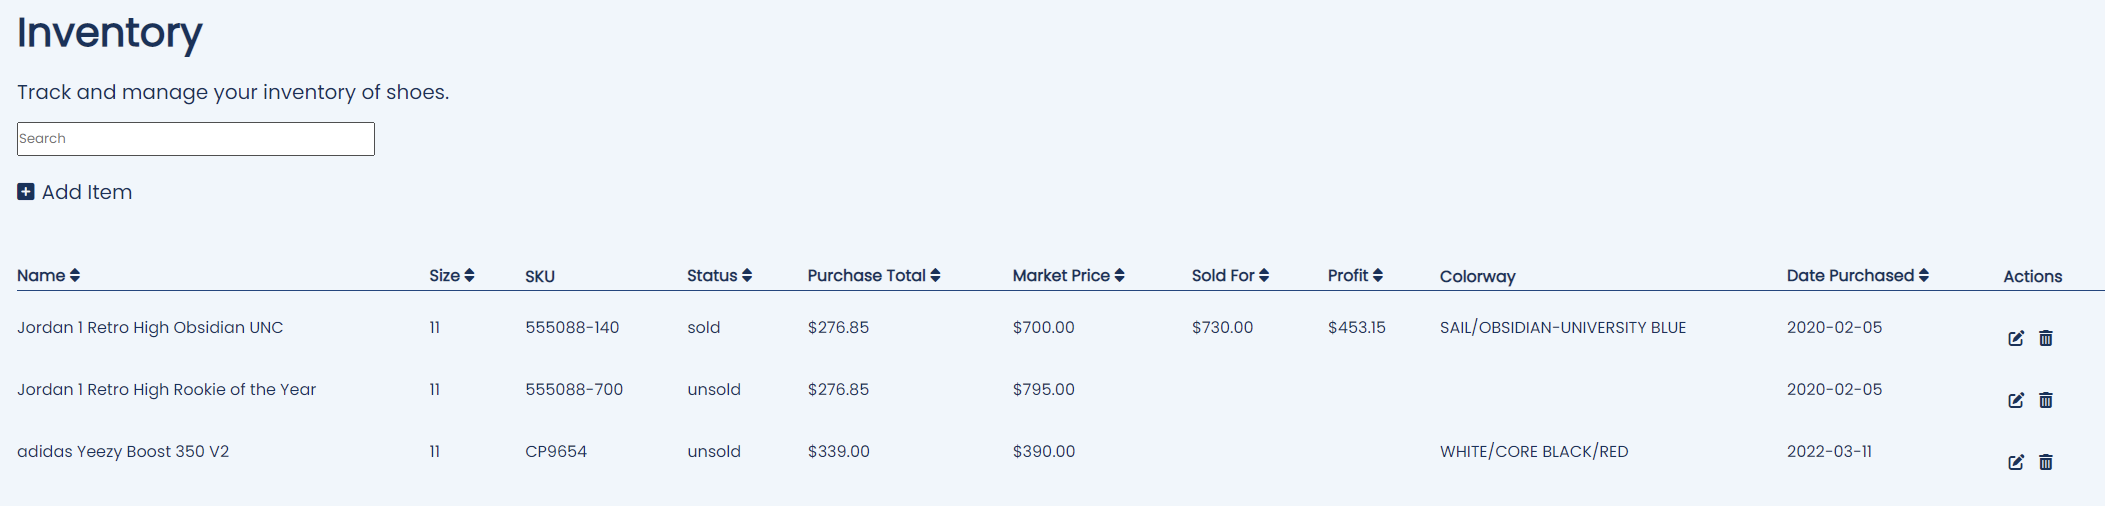 Inventory
Track and manage your inventory of shoes.
Search
Add Item
Name Size SKU Status Purchase Total Market Price Sold For Profit Colorway Date Purchased Actions
Jordan 1 Retro High Obsidian UNC 11 555088-140 sold $276.85 $700.00 $730.00 $453.15 SAIL/OBSIDIAN-UNIVERSITY BLUE 2020-02-05
Jordan 1 Retro High Rookie of the Year 11 555088-700 unsold $276.85 $795.00 2020-02-05
adidas Yeezy Boost 350 V2 11 CP9654 unsold $339.00 $390.00 WHITE/CORE BLACK/RED 2022-03-11